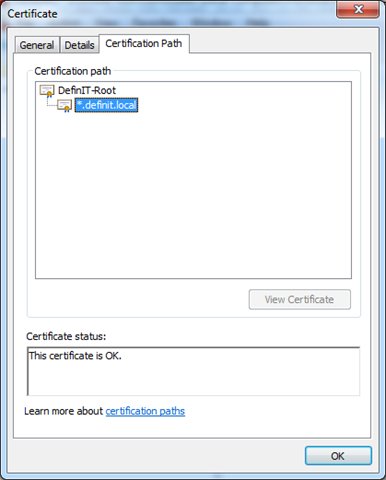 Certificate
General Details Certification Path
Certification path
DefinIT-Root
*.definit.local
View Certificate
Certificate status:
This certificate is OK.
Learn more about certification paths
OK